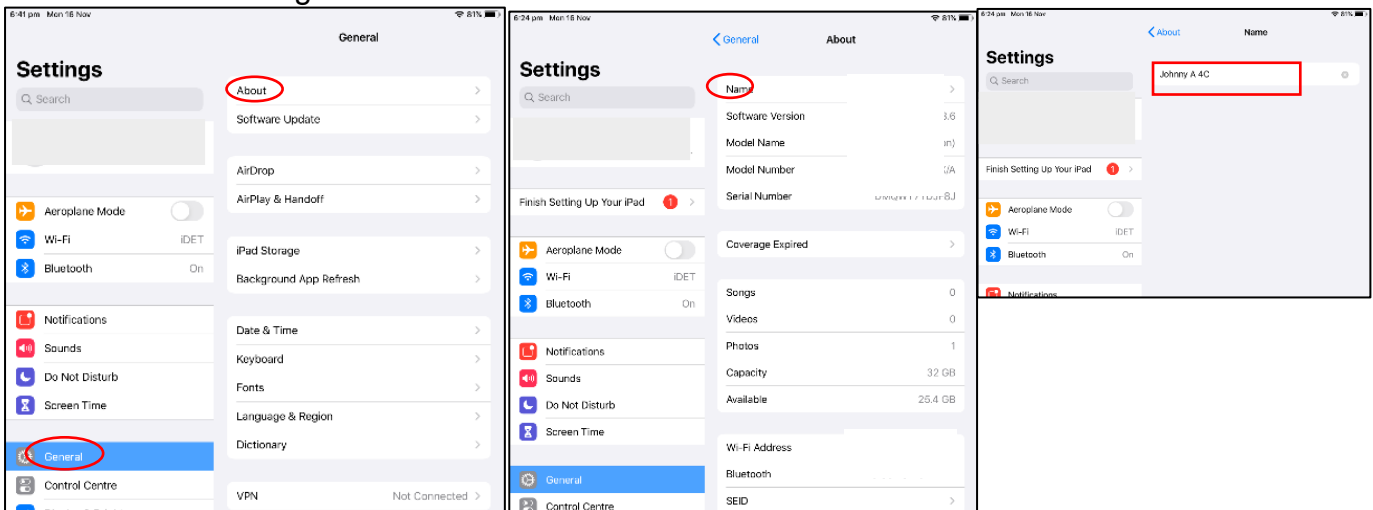 6:41 pm Mon 16 Nov
81%
Settings
Search
Aeroplane Mode
Wi-Fi iDET
Bluetooth On
Notifications
Sounds
Do Not Disturb
Screen Time
General
Control Centre
General
About
Software Update
AirDrop
AirPlay & Handoff
iPad Storage
Background App Refresh
Date & Time
Keyboard
Fonts
Language & Region
Dictionary
VPN Not Connected
6:24 pm Mon 16 Nov
81%
Settings
Search
Finish Setting Up Your iPad 1
Aeroplane Mode
Wi-Fi iDET
Bluetooth On
Notifications
Sounds
Do Not Disturb
Screen Time
General
Control Centre
General About
Name
Software Version
Model Name
Model Number
Serial Number
Coverage Expired
Songs 0
Videos 0
Photos 1
Capacity 32 GB
Available 25.4 GB
Wi-Fi Address
Bluetooth
SEID
6:24 pm Mon 16 Nov
81%
Settings
Search
Finish Setting Up Your iPad 1
Aeroplane Mode
Wi-Fi iDET
Bluetooth On
Notifications
About Name
Johnny A 4C